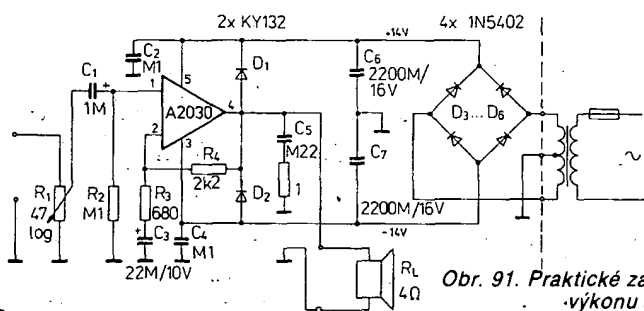 2x KY132
4x 1N5402
+14V
C2
M1
D1
C6
2200M/
16V
C1
1M
+
1
5
A2030
4
2
3
C5
M22
1
D3...D6
R4
2k2
C7
D2
R1
47
log
R2
M1
R3
680
+
C3
C4
M1
22M/10V
2200M/16V
-14V
RL
4Ω
~
Obr. 91. Praktické za
výkonu